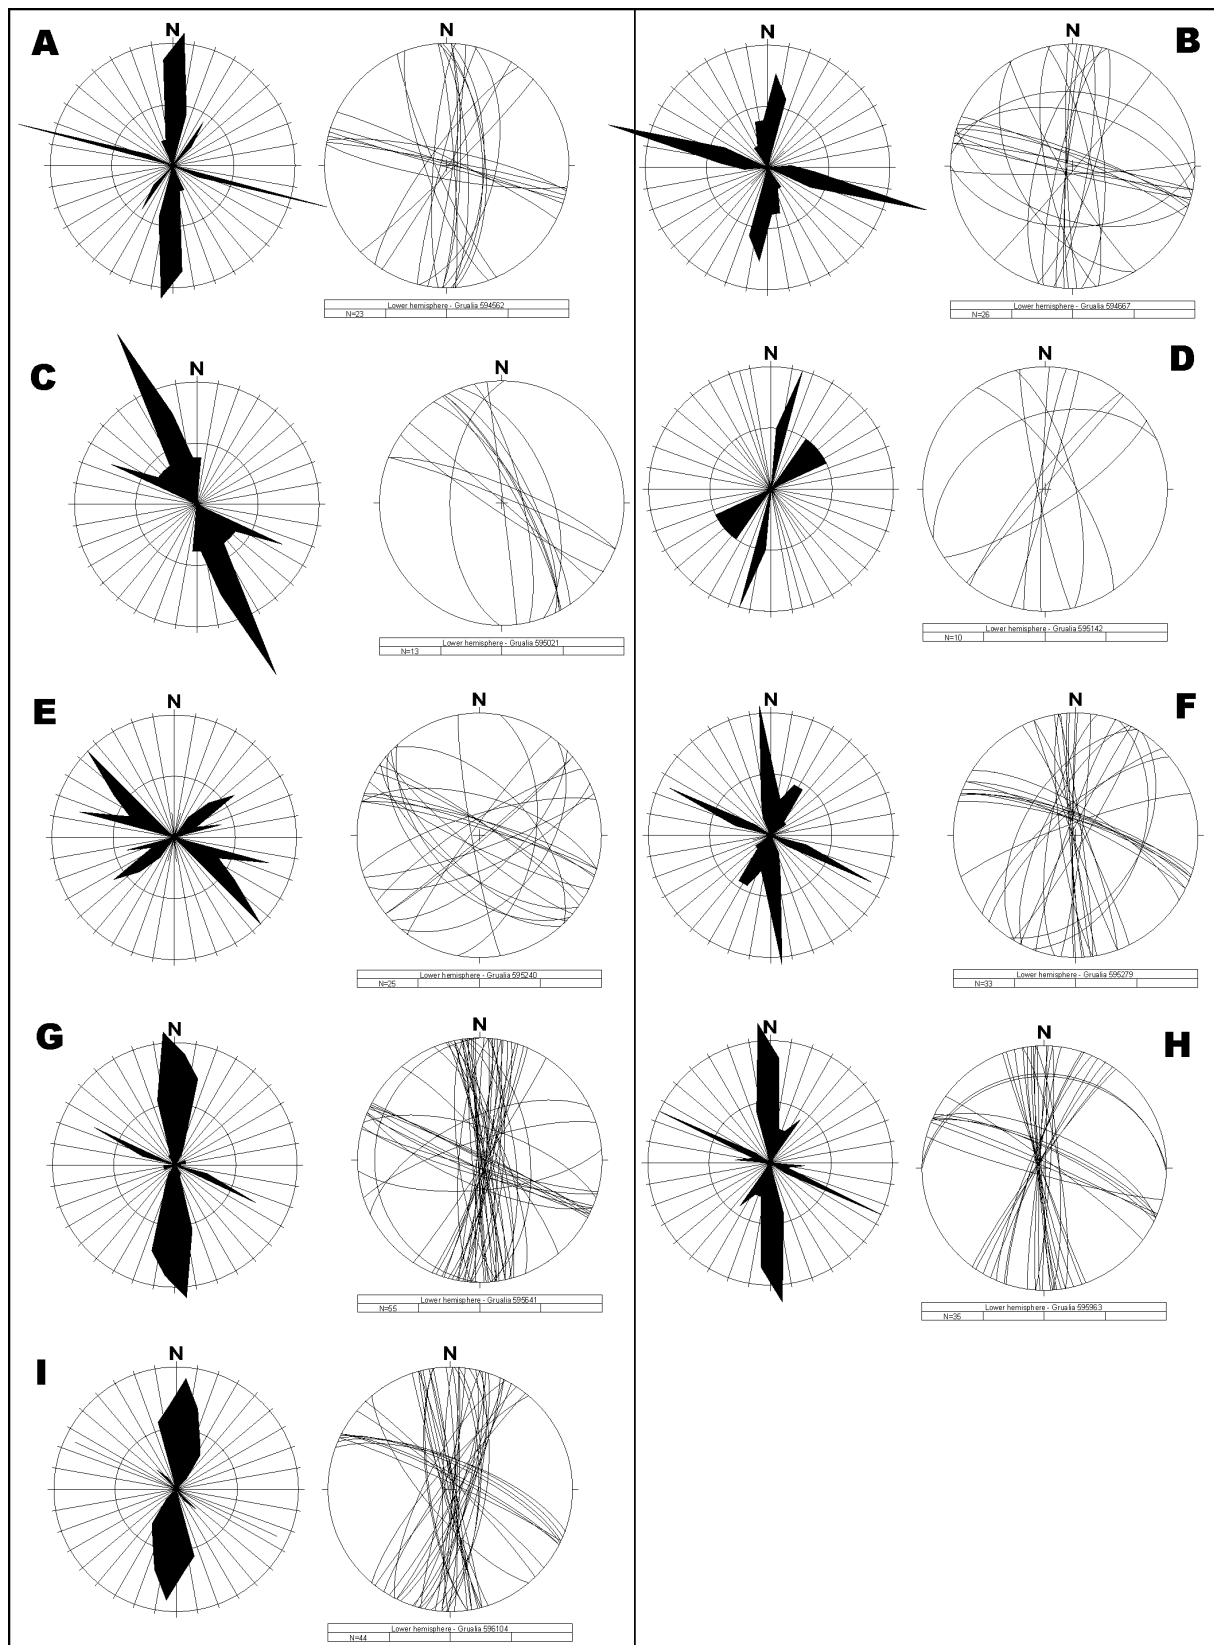 A
N
N
Lower hemisphere - Grualia 594562
N=23
B
N
N
Lower hemisphere - Grualia 594667
N=26
C
N
N
Lower hemisphere - Grualia 595021
N=13
D
N
N
Lower hemisphere - Grualia 595142
N=10
E
N
N
Lower hemisphere - Grualia 595240
N=25
F
N
N
Lower hemisphere - Grualia 595279
N=33
G
N
N
Lower hemisphere - Grualia 595641
N=55
H
N
N
Lower hemisphere - Grualia 595963
N=35
I
N
N
Lower hemisphere - Grualia 596104
N=44